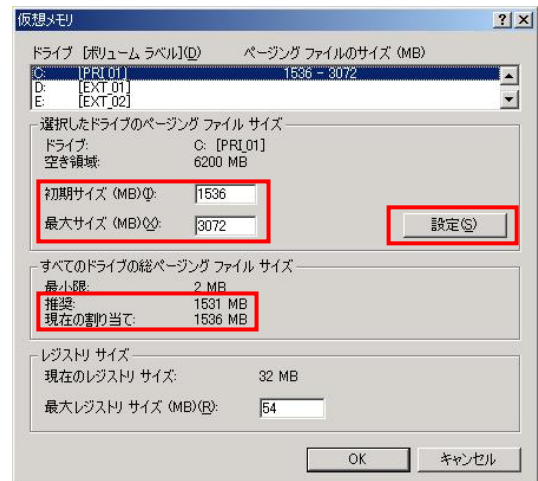 仮想メモリ
ドライブ [ボリューム ラベル](D) ページング ファイルのサイズ (MB)
C: [PRI_01] 1536 - 3072
D: [EXT_01]
E: [EXT_02]
選択したドライブのページング ファイル サイズ
ドライブ: C: [PRI_01]
空き領域: 6200 MB
初期サイズ (MB)(I): 1536
最大サイズ (MB)(X): 3072
設定(S)
すべてのドライブの総ページング ファイル サイズ
最小限: 2 MB
推奨: 1531 MB
現在の割り当て: 1536 MB
レジストリ サイズ
現在のレジストリ サイズ: 32 MB
最大レジストリ サイズ (MB)(R): 54
OK キャンセル